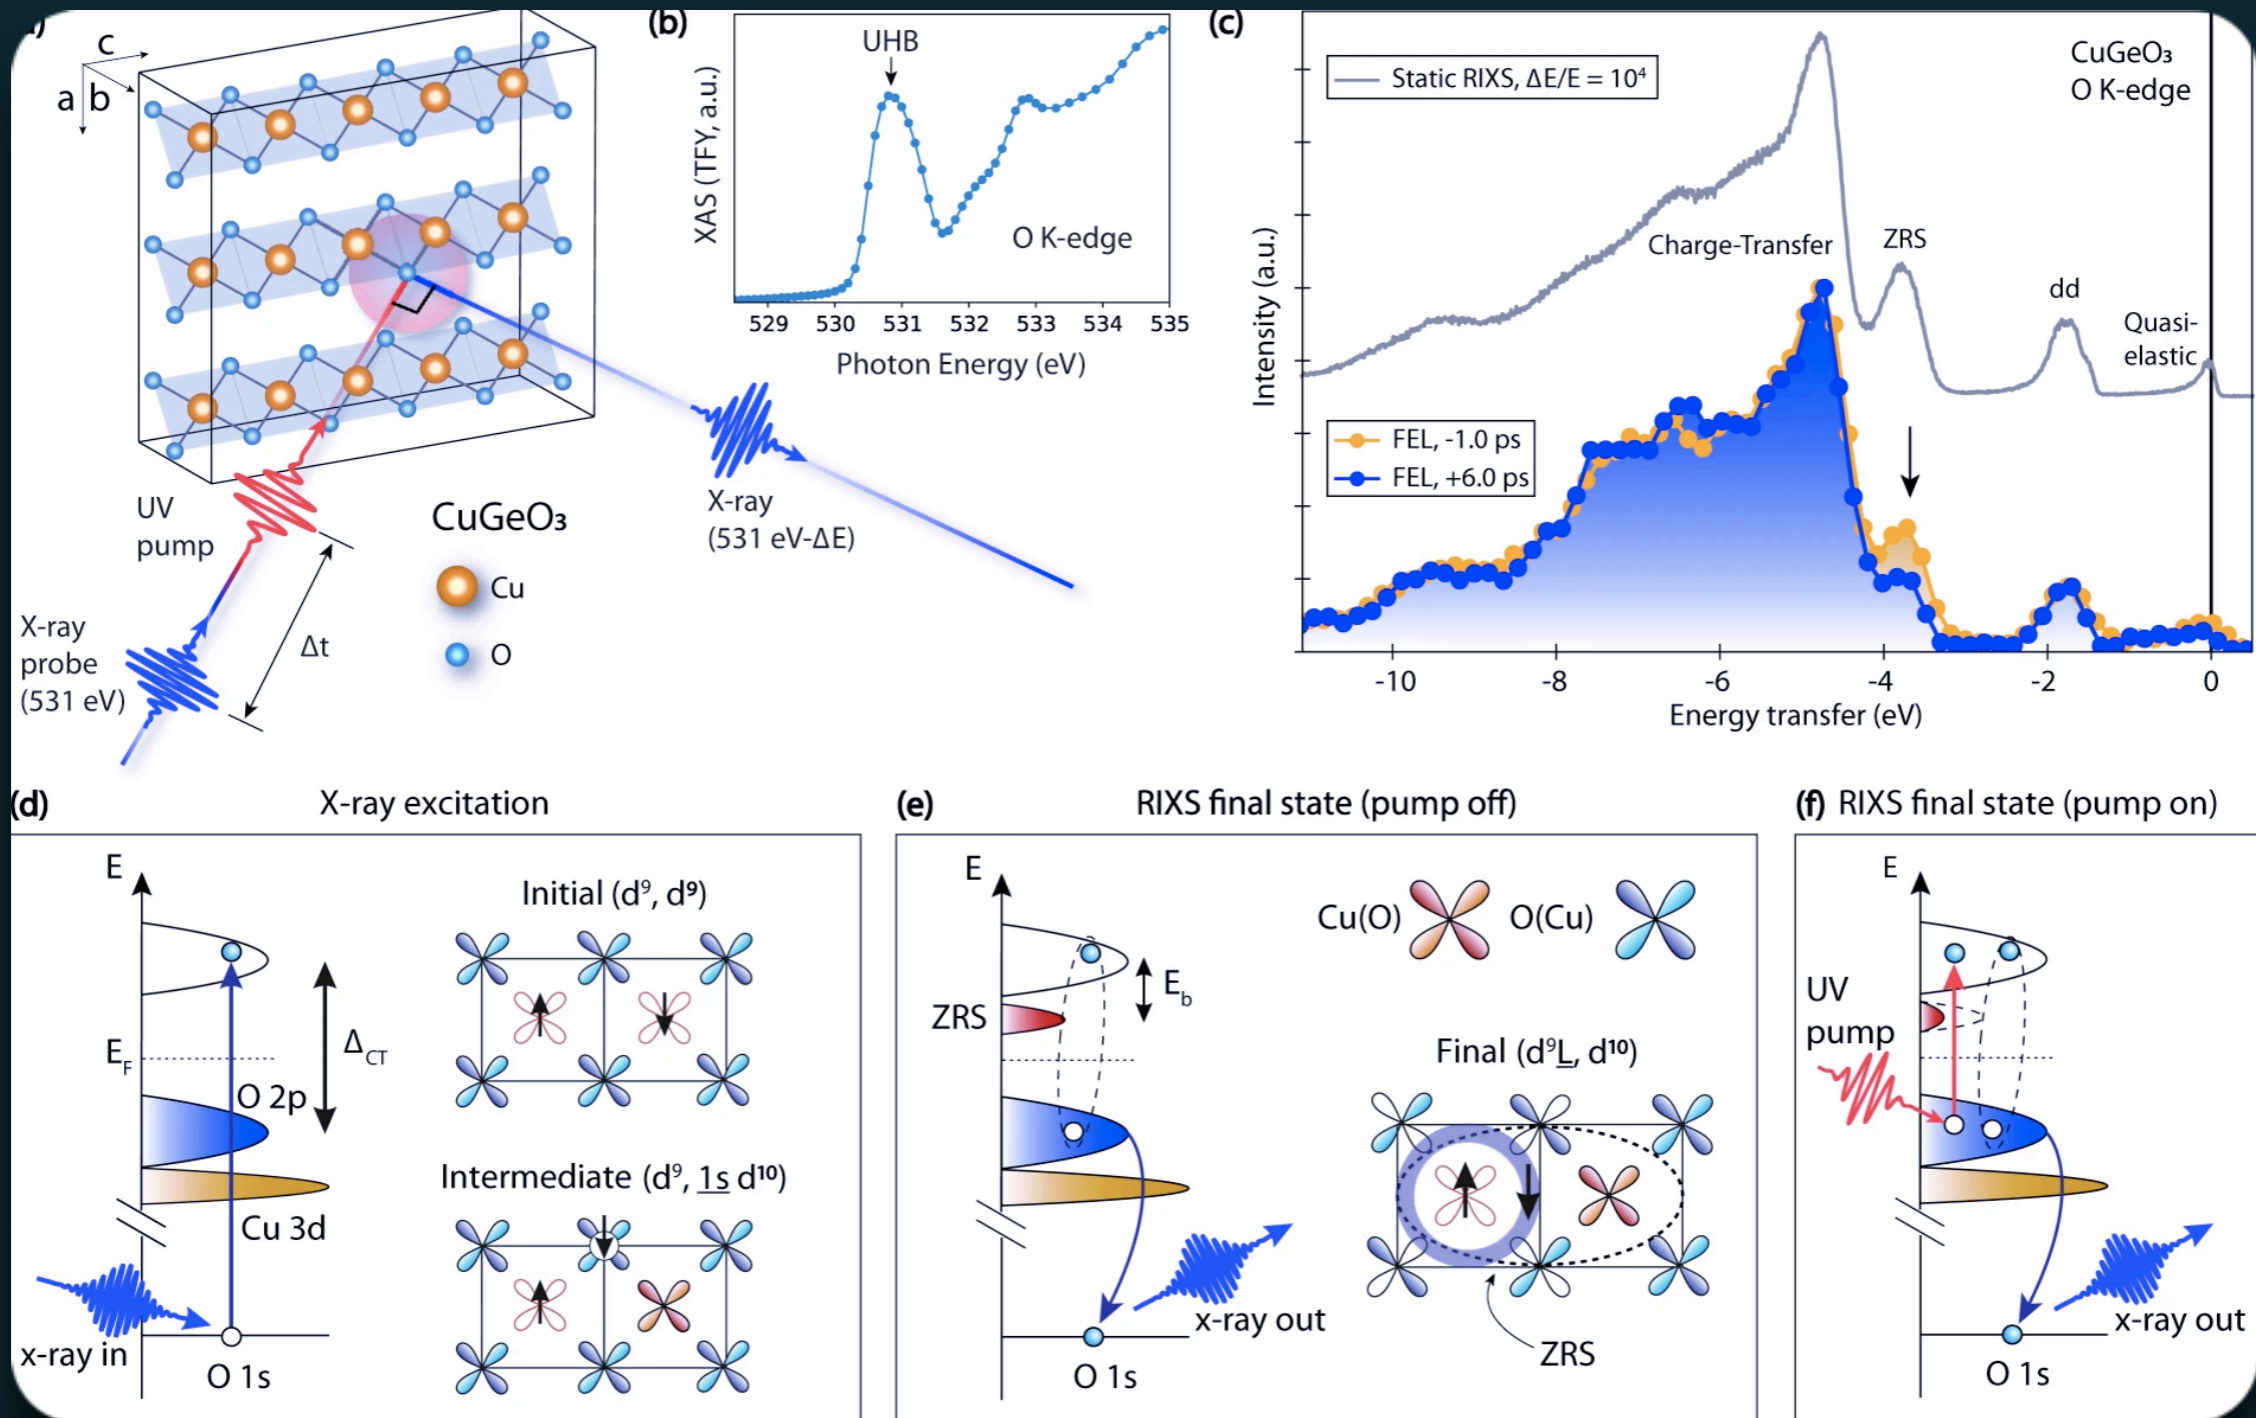 c
a b
UV
pump
X-ray
probe
(531 eV)
Δt
CuGeO₃
Cu
O
X-ray
(531 eV-ΔE)
(b)
UHB
XAS (TFY, a.u.)
O K-edge
529 530 531 532 533 534 535
Photon Energy (eV)
(c)
Static RIXS, ΔE/E = 10⁴
CuGeO₃
O K-edge
Charge-Transfer
ZRS
dd
Quasi-
elastic
Intensity (a.u.)
FEL, -1.0 ps
FEL, +6.0 ps
-10 -8 -6 -4 -2 0
Energy transfer (eV)
(d) X-ray excitation
E
E_F
Δ_CT
O 2p
Cu 3d
x-ray in
O 1s
Initial (d⁹, d⁹)
Intermediate (d⁹, 1s d¹⁰)
(e) RIXS final state (pump off)
E
ZRS
E_b
Cu(O)
O(Cu)
Final (d⁹L, d¹⁰)
x-ray out
ZRS
O 1s
(f) RIXS final state (pump on)
E
UV
pump
x-ray out
O 1s